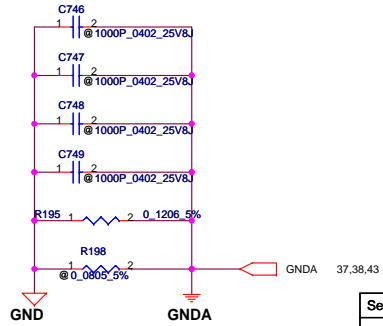 C746
1 2
@1000P_0402_25V8J
C747
1 2
@1000P_0402_25V8J
C748
1 2
@1000P_0402_25V8J
C749
1 2
@1000P_0402_25V8J
R195 1 2 0_1206_5%
R198
1 2
@0_0805_5%
GNDA 37,38,43
GND GNDA
Se